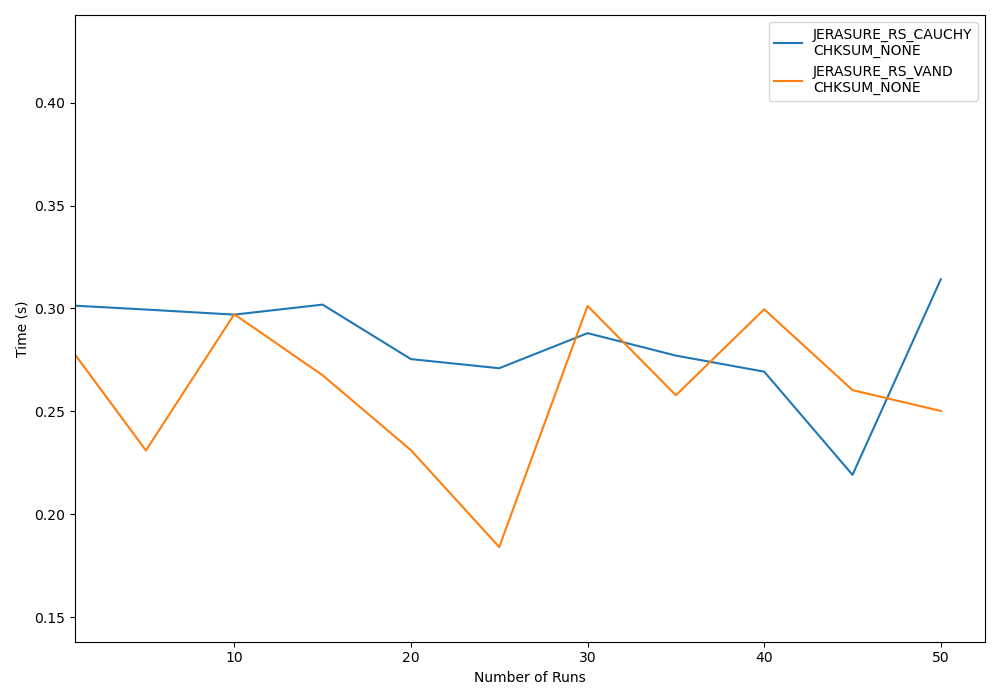 JERASURE_RS_CAUCHY
CHKSUM_NONE
JERASURE_RS_VAND
CHKSUM_NONE
0.40
0.35
0.30
0.25
0.20
0.15
Time (s)
10 20 30 40 50
Number of Runs